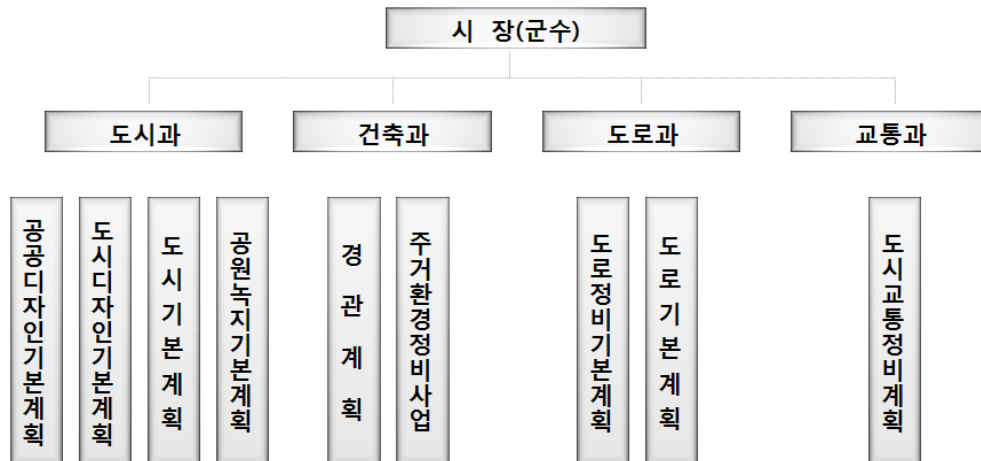 시 장(군수)
도시과
건축과
도로과
교통과
공공디자인기본계획
도시디자인기본계획
도시기본계획
공원녹지기본계획
경관계획
주거환경정비사업
도로정비기본계획
도로기본계획
도시교통정비계획